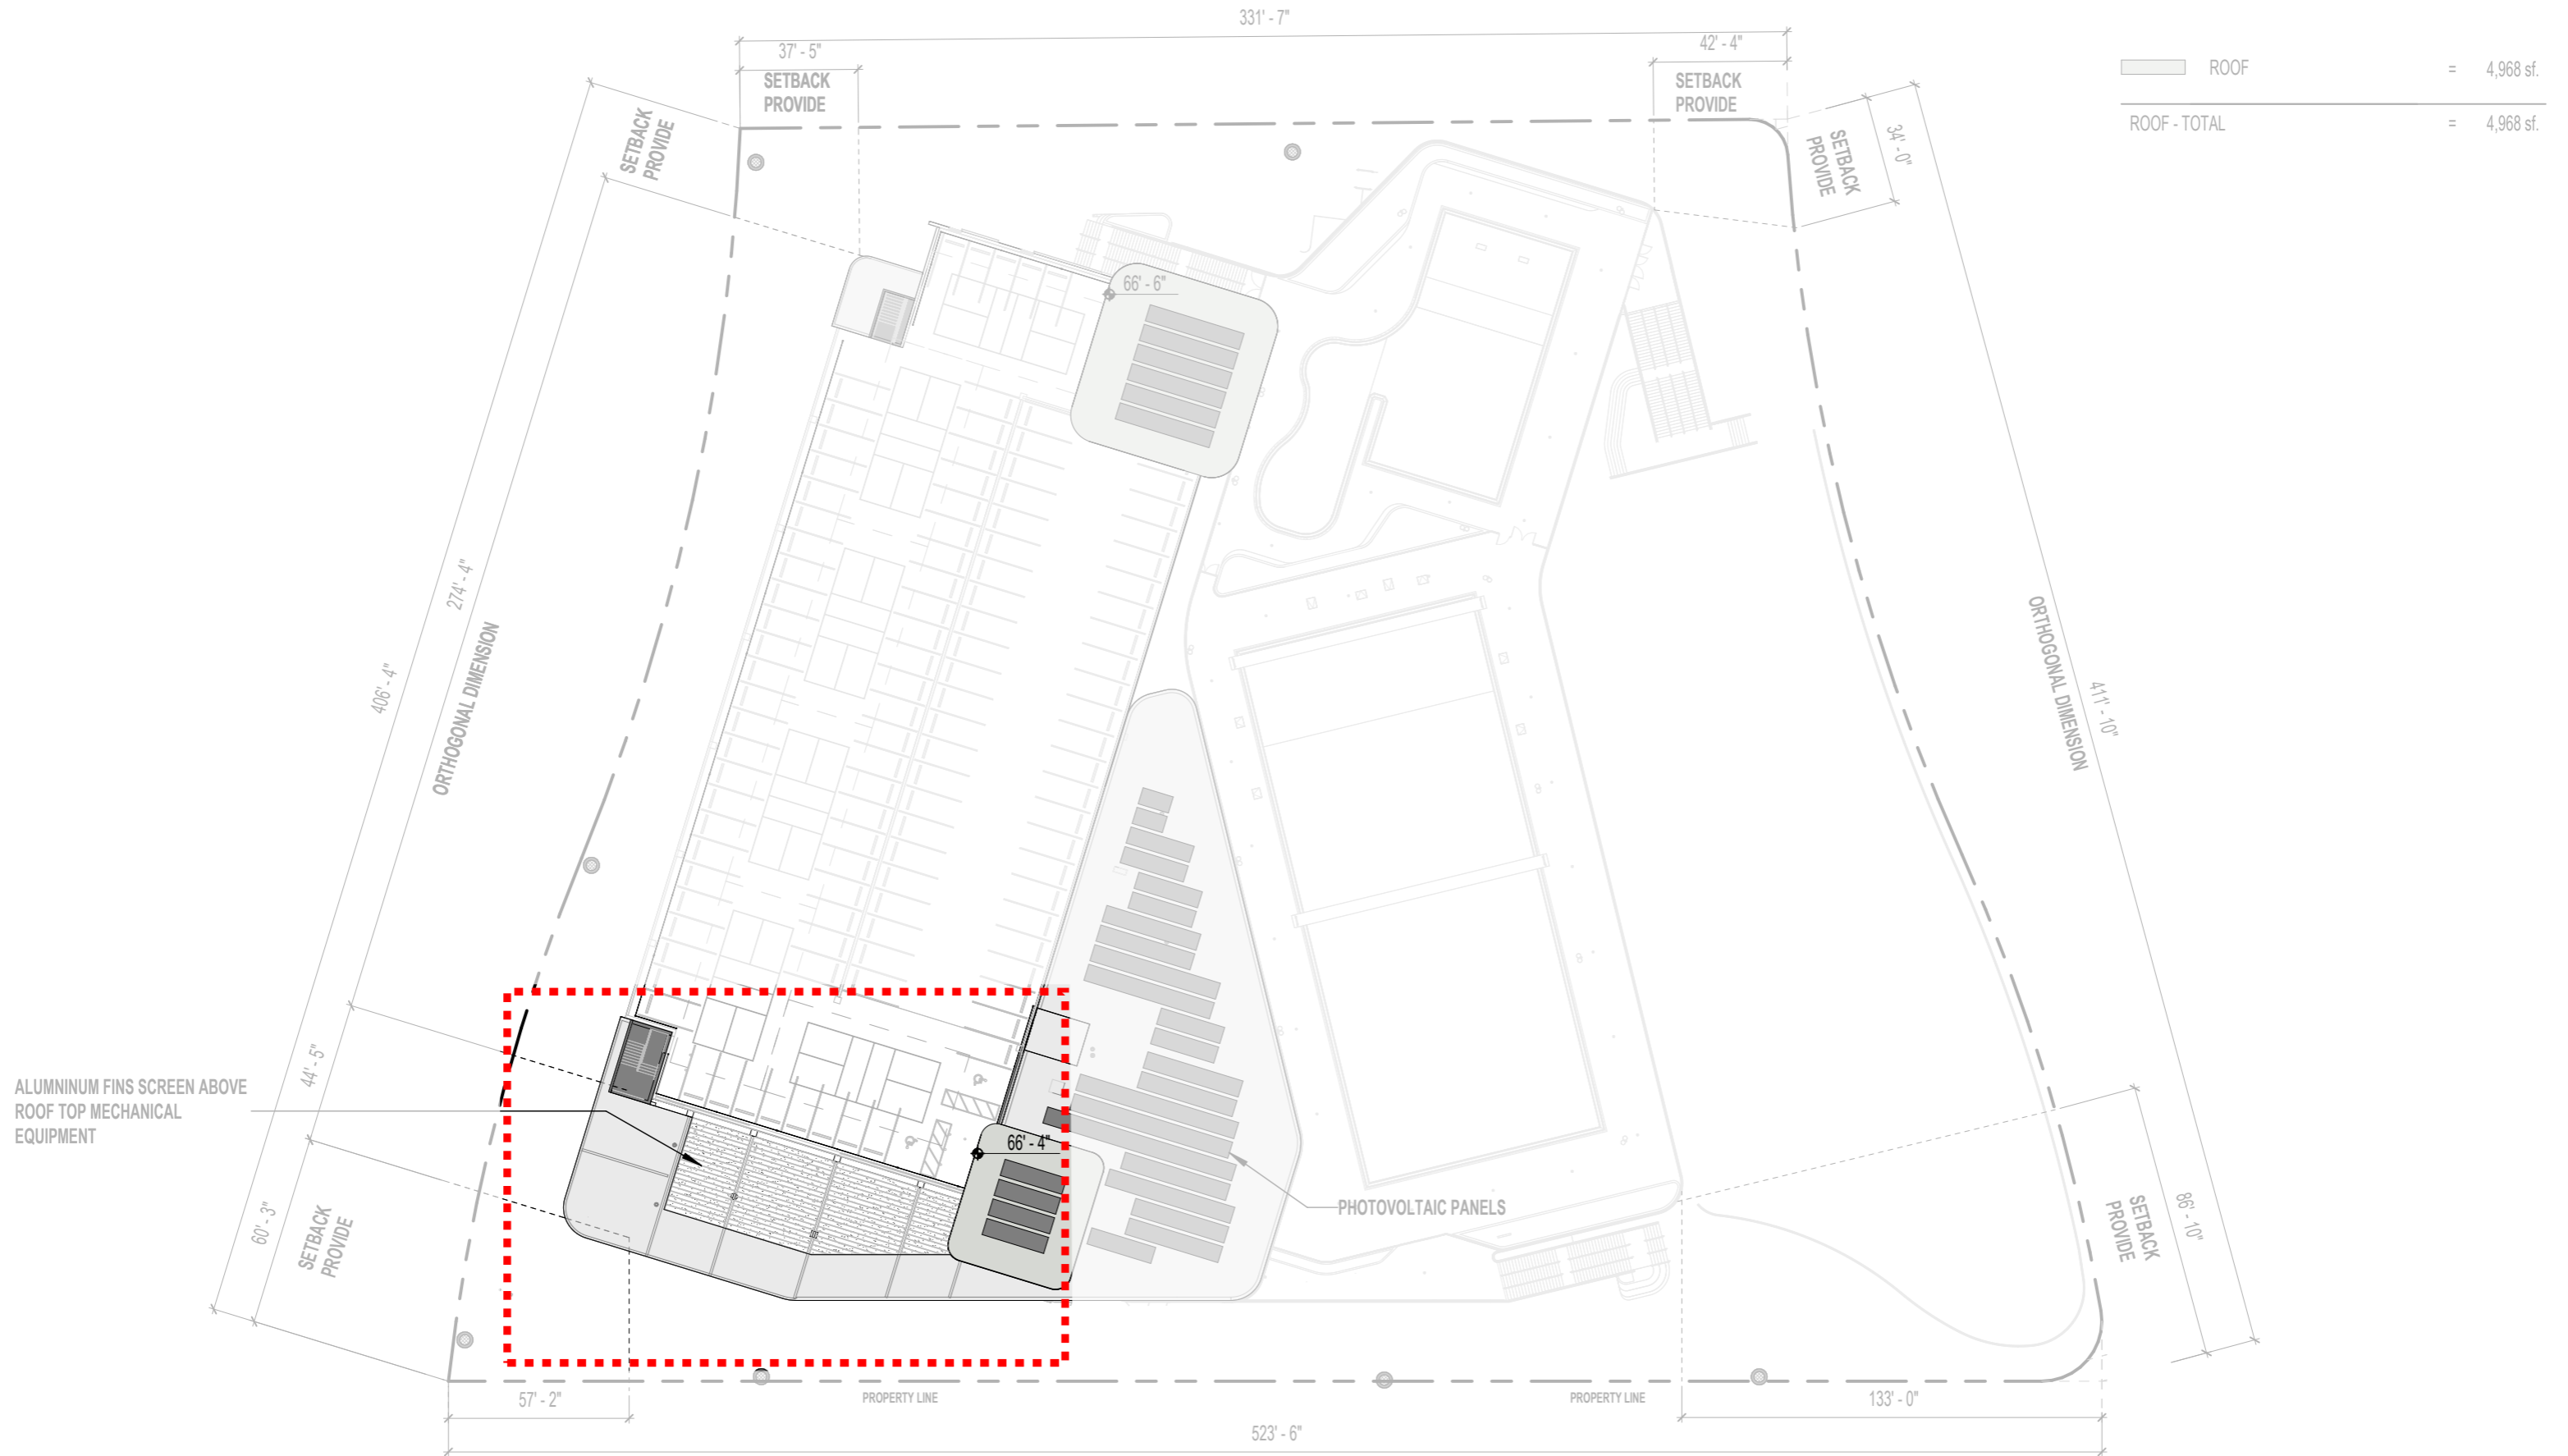 331' - 7"
37' - 5"
42' - 4"
SETBACK
PROVIDE
SETBACK
PROVIDE
ROOF = 4,968 sf.
ROOF - TOTAL = 4,968 sf.
SETBACK
PROVIDE
SETBACK
PROVIDE
34' - 0"
66' - 6"
274' - 4"
406' - 4"
ORTHOGONAL DIMENSION
ORTHOGONAL DIMENSION
411' - 10"
44' - 5"
ALUMNINUM FINS SCREEN ABOVE
ROOF TOP MECHANICAL
EQUIPMENT
66' - 4"
PHOTOVOLTAIC PANELS
60' - 3"
SETBACK
PROVIDE
SETBACK
PROVIDE
86' - 10"
57' - 2"
PROPERTY LINE
PROPERTY LINE
133' - 0"
523' - 6"